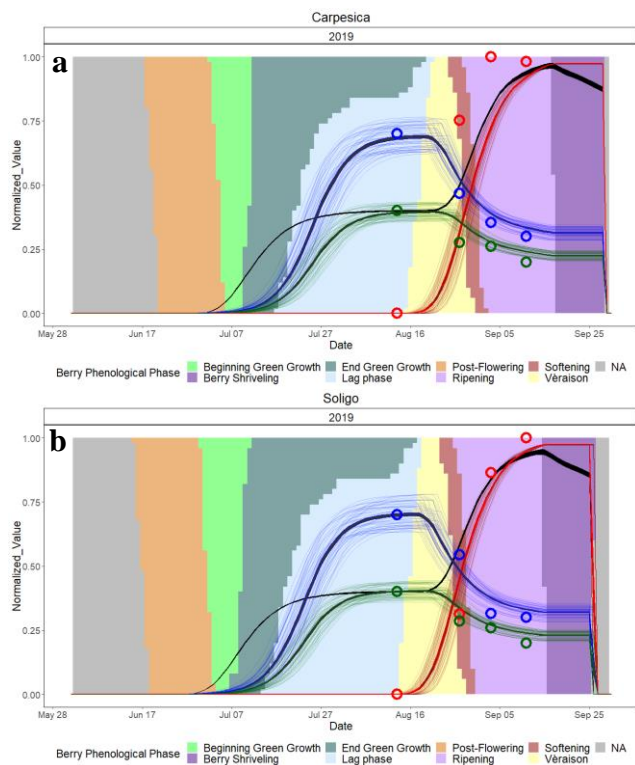 Carpesica
2019
a
1.00
0.75
0.50
0.25
0.00
Normalized_Value
May 28 Jun 17 Jul 07 Jul 27 Aug 16 Sep 05 Sep 25
Date
Berry Phenological Phase
Beginning Green Growth End Green Growth Post-Flowering Softening NA
Berry Shriveling Lag phase Ripening Vèraison
Soligo
2019
b
1.00
0.75
0.50
0.25
0.00
Normalized_Value
May 28 Jun 17 Jul 07 Jul 27 Aug 16 Sep 05 Sep 25
Date
Berry Phenological Phase
Beginning Green Growth End Green Growth Post-Flowering Softening NA
Berry Shriveling Lag phase Ripening Vèraison